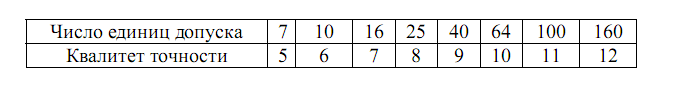 Число единиц допуска 7 10 16 25 40 64 100 160
Квалитет точности 5 6 7 8 9 10 11 12